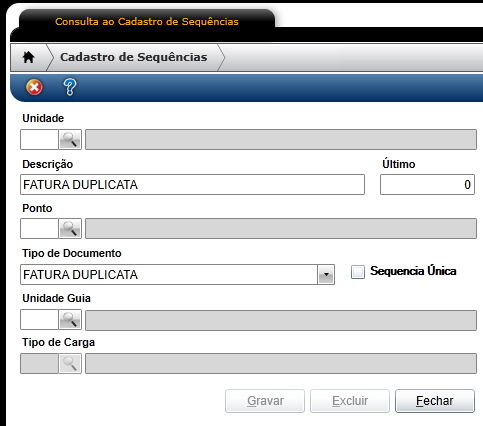 Consulta ao Cadastro de Sequências
Cadastro de Sequências
Unidade
Descrição Último
FATURA DUPLICATA 0
Ponto
Tipo de Documento
FATURA DUPLICATA Sequencia Única
Unidade Guia
Tipo de Carga
Gravar Excluir Fechar